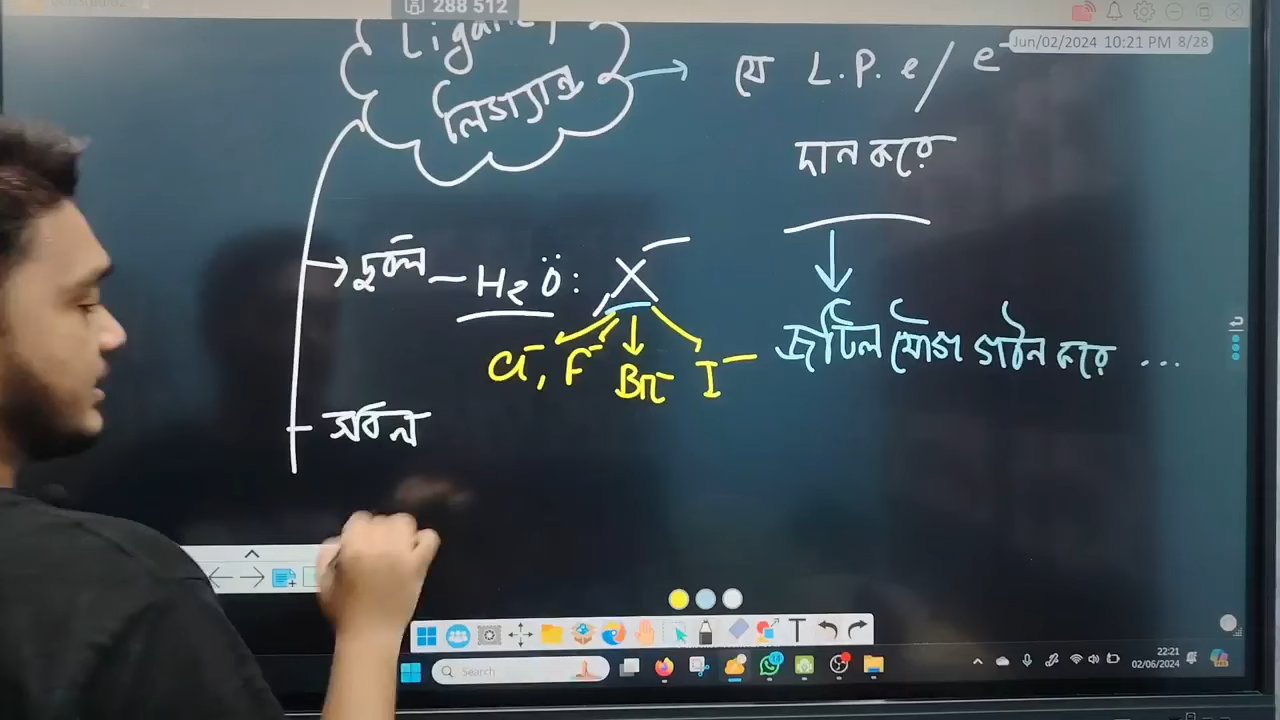 288 512
Jun/02/2024 10:21 PM 8/28
Ligand
লিগ্যান্ড
যে L.P. e / e⁻
দান করে
দুর্বল — H₂Ö: X⁻
Cl⁻, F⁻ Br⁻ I⁻
জটিল যৌগ গঠন করে ...
সবল
Search
22:21
02/06/2024